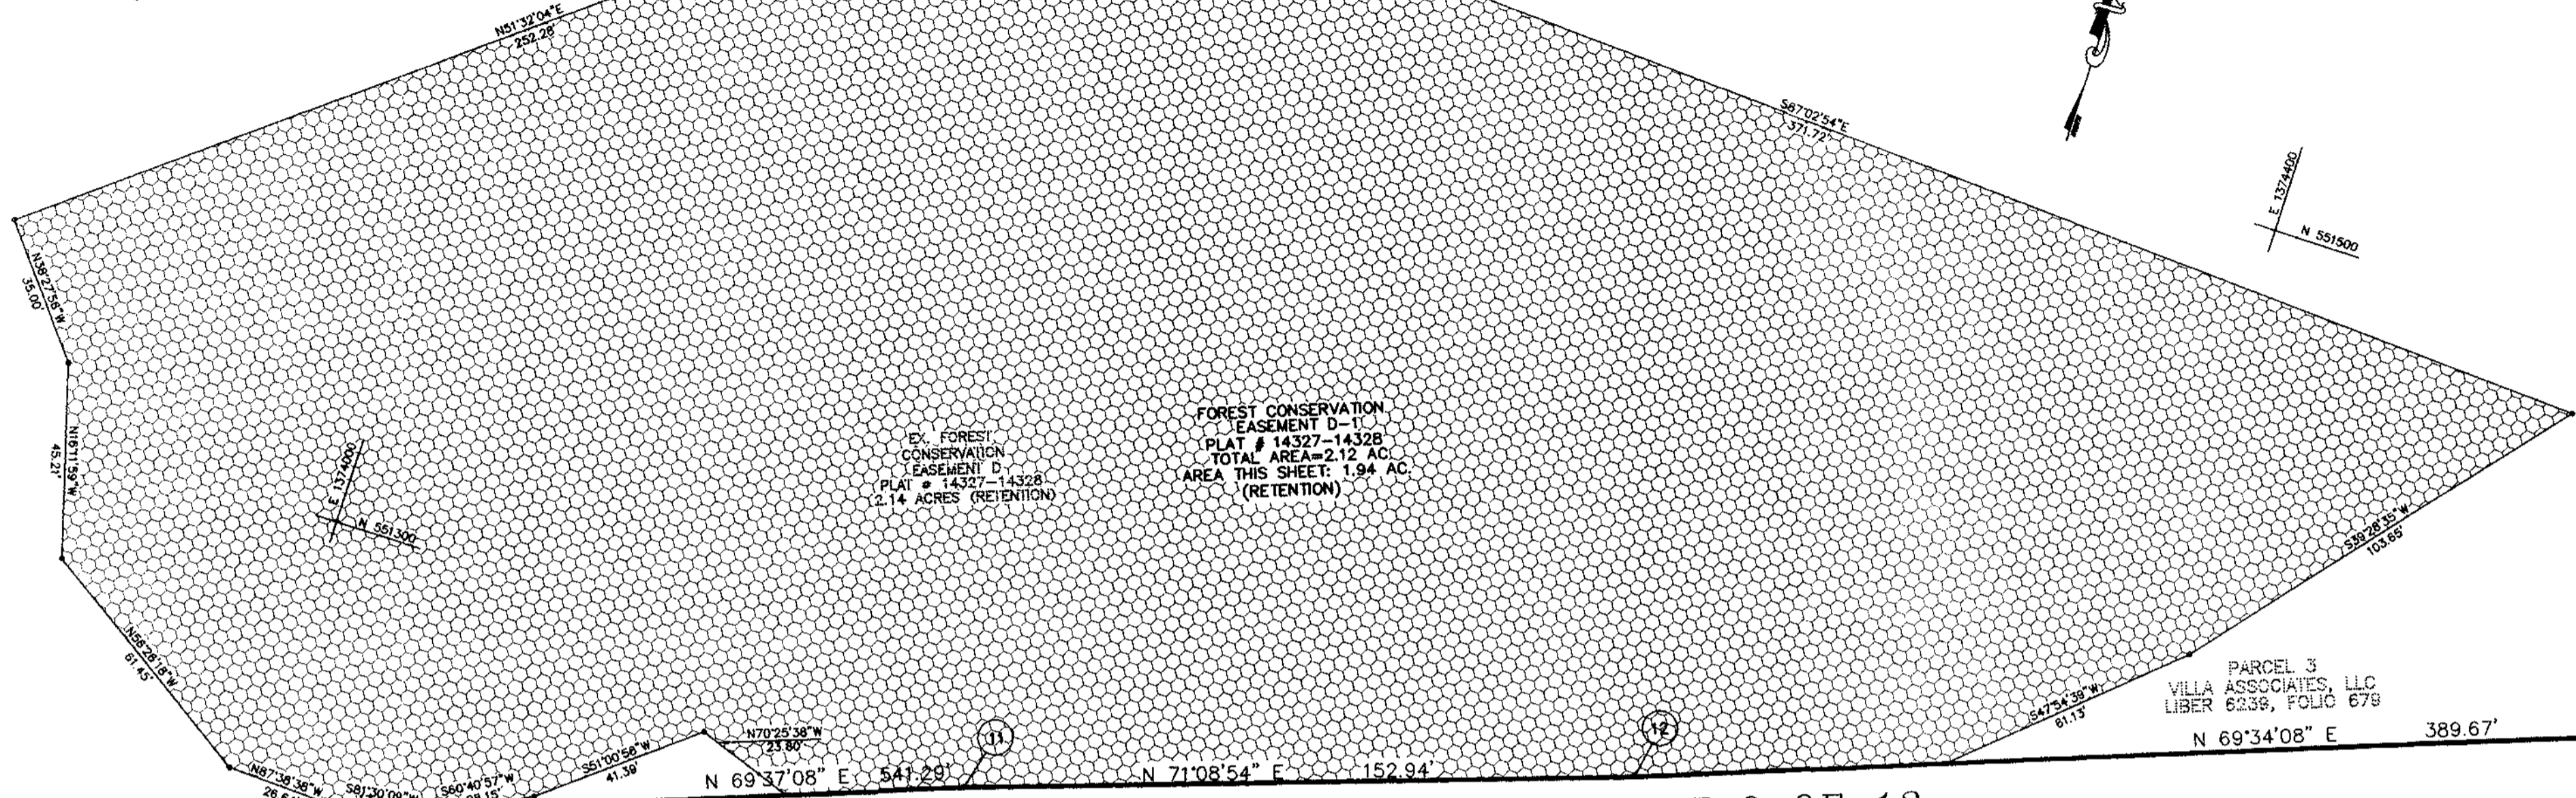 N51°32'04"E
252.28'
S67°02'54"E
371.72'
E 1374400
N 551500
N38°27'56"W
35.00'
N16°11'59"W
45.21'
E 1374000
N 551300
EX. FOREST
CONSERVATION
EASEMENT D
PLAT # 14327-14328
2.14 ACRES (RETENTION)
FOREST CONSERVATION
EASEMENT D-1
PLAT # 14327-14328
TOTAL AREA=2.12 AC.
AREA THIS SHEET: 1.94 AC.
(RETENTION)
S39°28'35"W
103.65'
N56°28'18"W
61.45'
PARCEL 3
VILLA ASSOCIATES, LLC
LIBER 6239, FOLIO 679
S47°54'39"W
61.13'
N70°25'38"W
23.80'
11
12
N 69°34'08" E 389.67'
S51°00'58"W
41.39'
N 69°37'08" E 541.29'
N 71°08'54" E 152.94'
N87°38'38"W
S81°30'09"W
S60°40'57"W